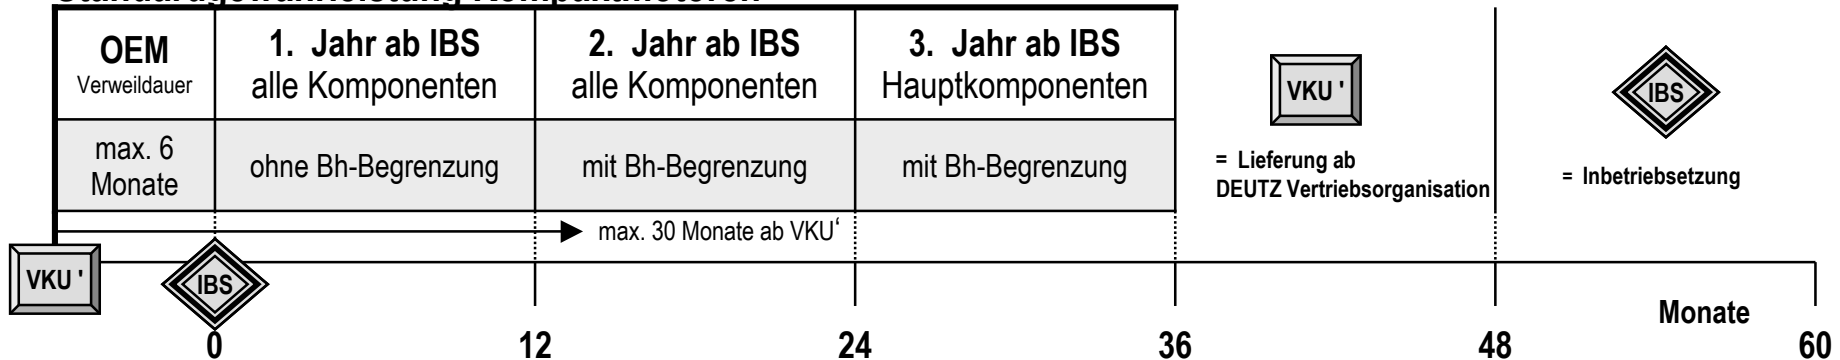 OEM
Verweildauer
1. Jahr ab IBS
alle Komponenten
2. Jahr ab IBS
alle Komponenten
3. Jahr ab IBS
Hauptkomponenten
max. 6
Monate
ohne Bh-Begrenzung
mit Bh-Begrenzung
mit Bh-Begrenzung
VKU '
= Lieferung ab
DEUTZ Vertriebsorganisation
IBS
= Inbetriebsetzung
max. 30 Monate ab VKU‘
VKU '
IBS
Monate
0
12
24
36
48
60